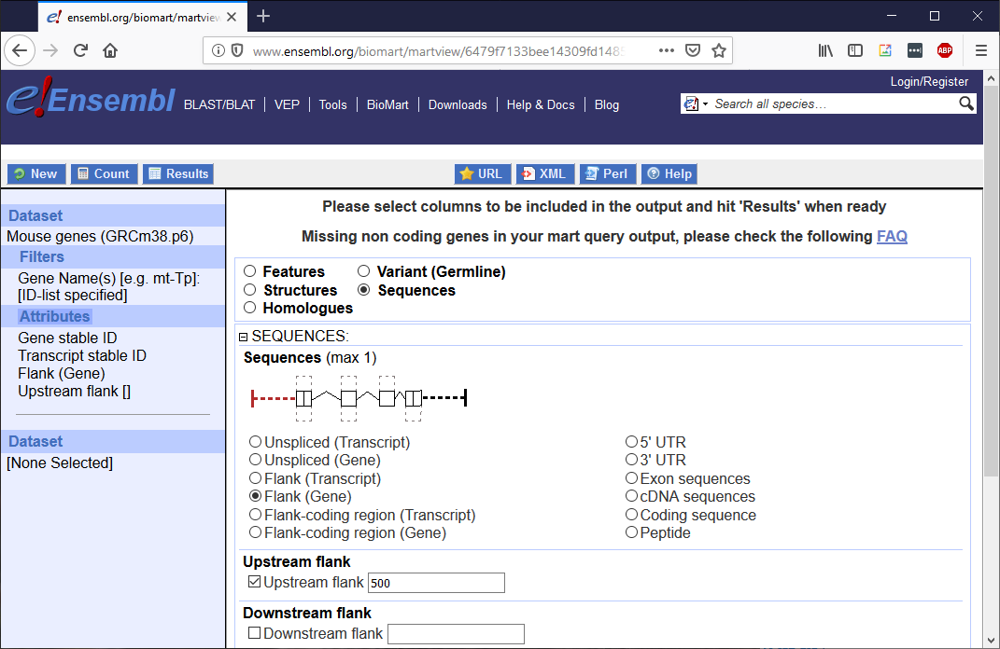 ensembl.org/biomart/martview
www.ensembl.org/biomart/martview/6479f7133bee14309fd1485
ABP
Login/Register
e!Ensembl BLAST/BLAT VEP Tools BioMart Downloads Help & Docs Blog
e! Search all species…
New Count Results URL XML Perl Help
Dataset
Mouse genes (GRCm38.p6)
Filters
Gene Name(s) [e.g. mt-Tp]:
[ID-list specified]
Attributes
Gene stable ID
Transcript stable ID
Flank (Gene)
Upstream flank []
Dataset
[None Selected]
Please select columns to be included in the output and hit 'Results' when ready
Missing non coding genes in your mart query output, please check the following FAQ
Features Variant (Germline)
Structures Sequences
Homologues
SEQUENCES:
Sequences (max 1)
Unspliced (Transcript) 5' UTR
Unspliced (Gene) 3' UTR
Flank (Transcript) Exon sequences
Flank (Gene) cDNA sequences
Flank-coding region (Transcript) Coding sequence
Flank-coding region (Gene) Peptide
Upstream flank
Upstream flank 500
Downstream flank
Downstream flank